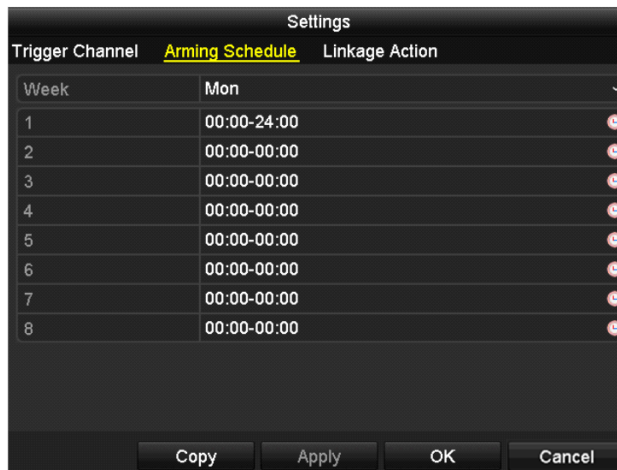 Settings
Trigger Channel Arming Schedule Linkage Action
Week Mon
1 00:00-24:00
2 00:00-00:00
3 00:00-00:00
4 00:00-00:00
5 00:00-00:00
6 00:00-00:00
7 00:00-00:00
8 00:00-00:00
Copy Apply OK Cancel